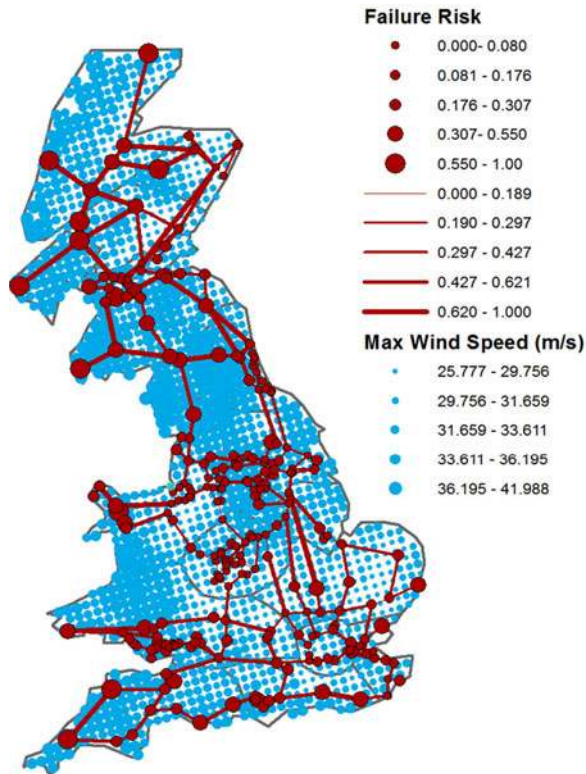 Failure Risk
0.000- 0.080
0.081 - 0.176
0.176 - 0.307
0.307- 0.550
0.550 - 1.00
0.000 - 0.189
0.190 - 0.297
0.297 - 0.427
0.427 - 0.621
0.620 - 1.000
Max Wind Speed (m/s)
25.777 - 29.756
29.756 - 31.659
31.659 - 33.611
33.611 - 36.195
36.195 - 41.988